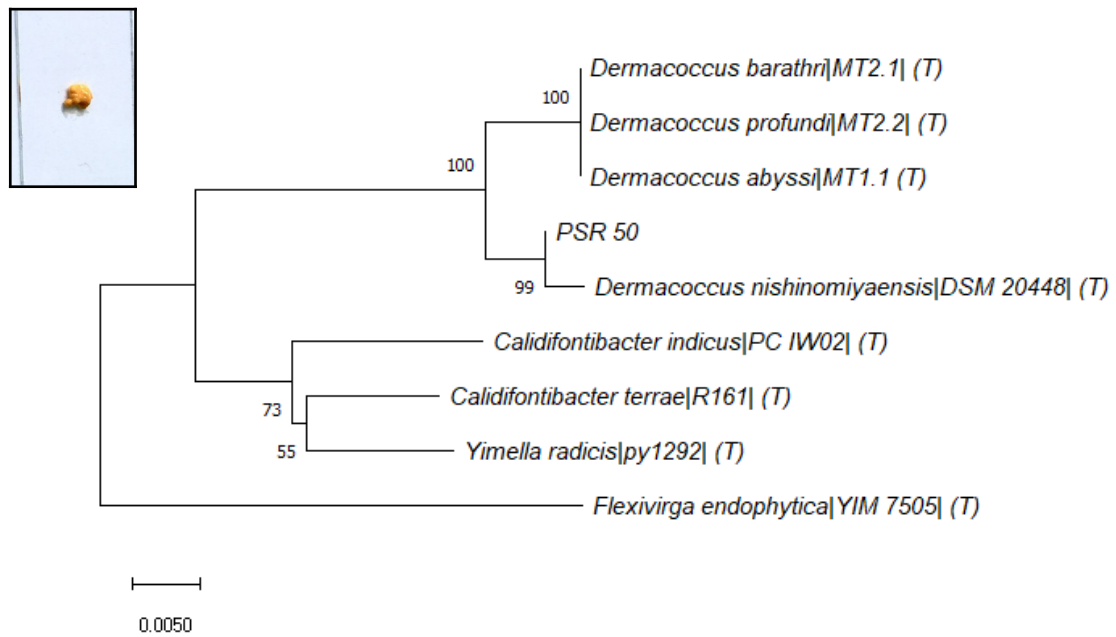 Dermacoccus barathri|MT2.1| (T)
100
Dermacoccus profundi|MT2.2| (T)
100
Dermacoccus abyssi|MT1.1 (T)
PSR 50
99
Dermacoccus nishinomiyaensis|DSM 20448| (T)
Calidifontibacter indicus|PC IW02| (T)
73
Calidifontibacter terrae|R161| (T)
55
Yimella radicis|py1292| (T)
Flexivirga endophytica|YIM 7505| (T)
0.0050